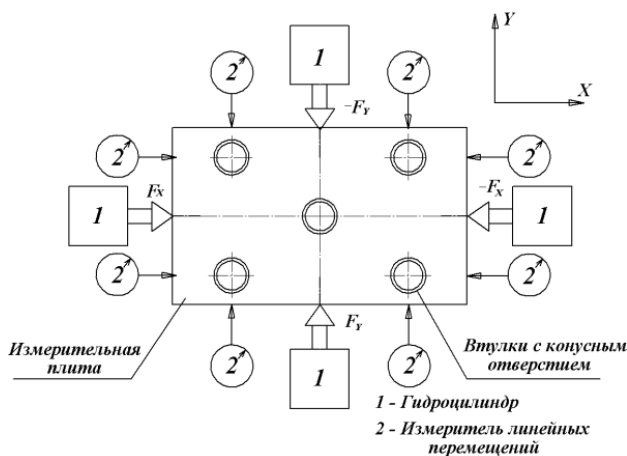 Y
X
2
1
2
–F_Y
2
2
1
F_X
–F_X
1
2
2
Измерительная
плита
2
F_Y
1
2
Втулки с конусным
отверстием
1 - Гидроцилиндр
2 - Измеритель линейных
перемещений